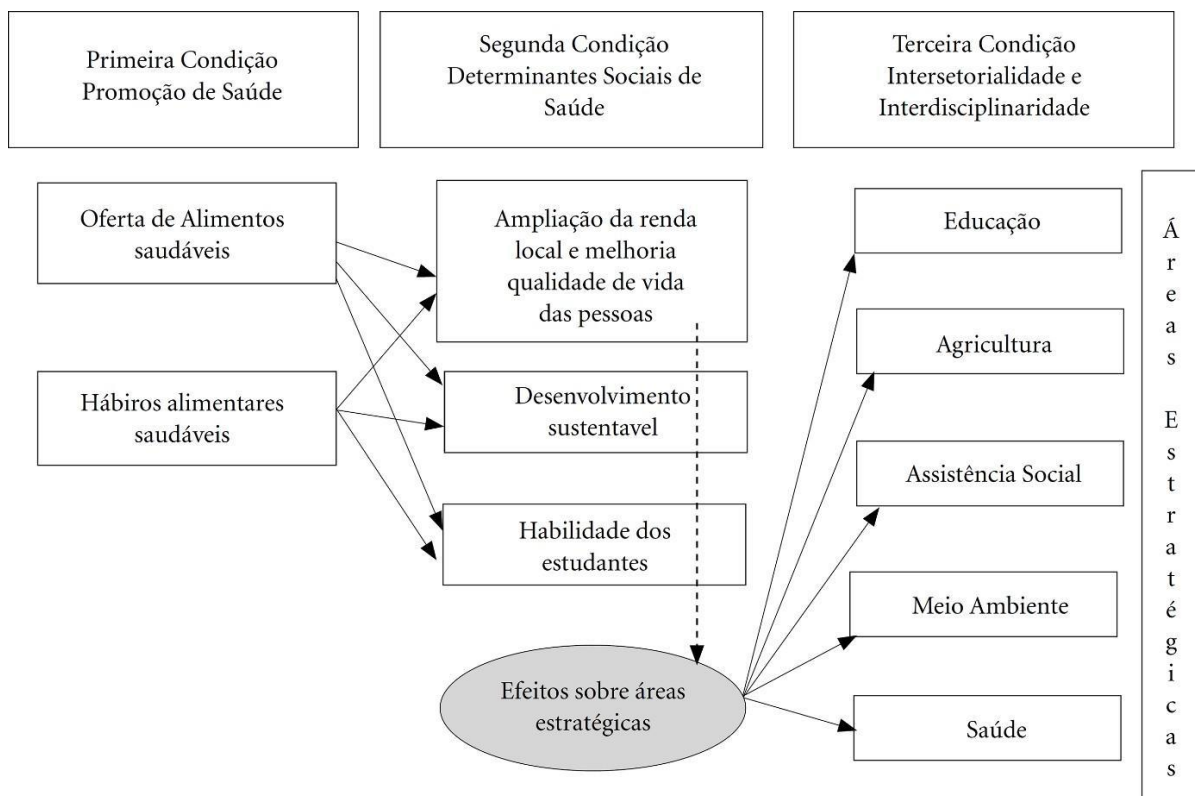 Primeira Condição
Promoção de Saúde
Segunda Condição
Determinantes Sociais de
Saúde
Terceira Condição
Intersetorialidade e
Interdisciplinaridade
Oferta de Alimentos
saudáveis
Hábiros alimentares
saudáveis
Ampliação da renda
local e melhoria
qualidade de vida
das pessoas
Desenvolvimento
sustentavel
Habilidade dos
estudantes
Efeitos sobre áreas
estratégicas
Educação
Agricultura
Assistência Social
Meio Ambiente
Saúde
Áreas Estratégicas